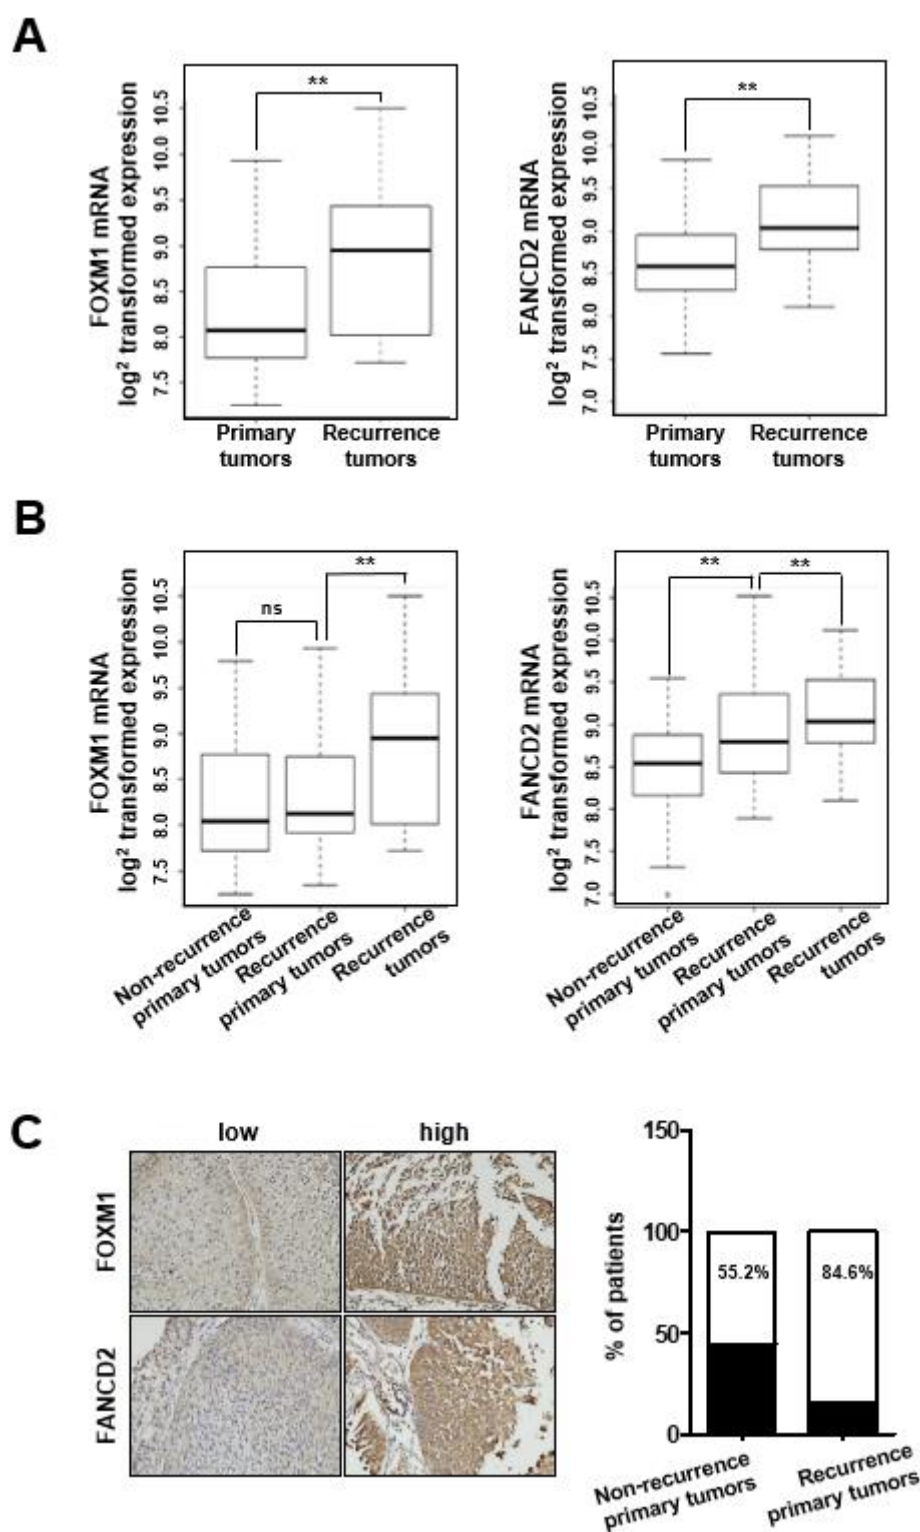 A
FOXM1 mRNA
log² transformed expression
10.5
10.0
9.5
9.0
8.5
8.0
7.5
**
Primary
tumors
Recurrence
tumors
FANCD2 mRNA
log² transformed expression
10.5
10.0
9.5
9.0
8.5
8.0
7.5
7.0
**
Primary
tumors
Recurrence
tumors
B
FOXM1 mRNA
log² transformed expression
10.5
10.0
9.5
9.0
8.5
8.0
7.5
ns
**
Non-recurrence
primary tumors
Recurrence
primary tumors
Recurrence
tumors
FANCD2 mRNA
log² transformed expression
10.5
10.0
9.5
9.0
8.5
8.0
7.5
7.0
**
**
Non-recurrence
primary tumors
Recurrence
primary tumors
Recurrence
tumors
C
low
high
FOXM1
FANCD2
% of patients
150
100
50
0
55.2%
84.6%
Non-recurrence
primary tumors
Recurrence
primary tumors